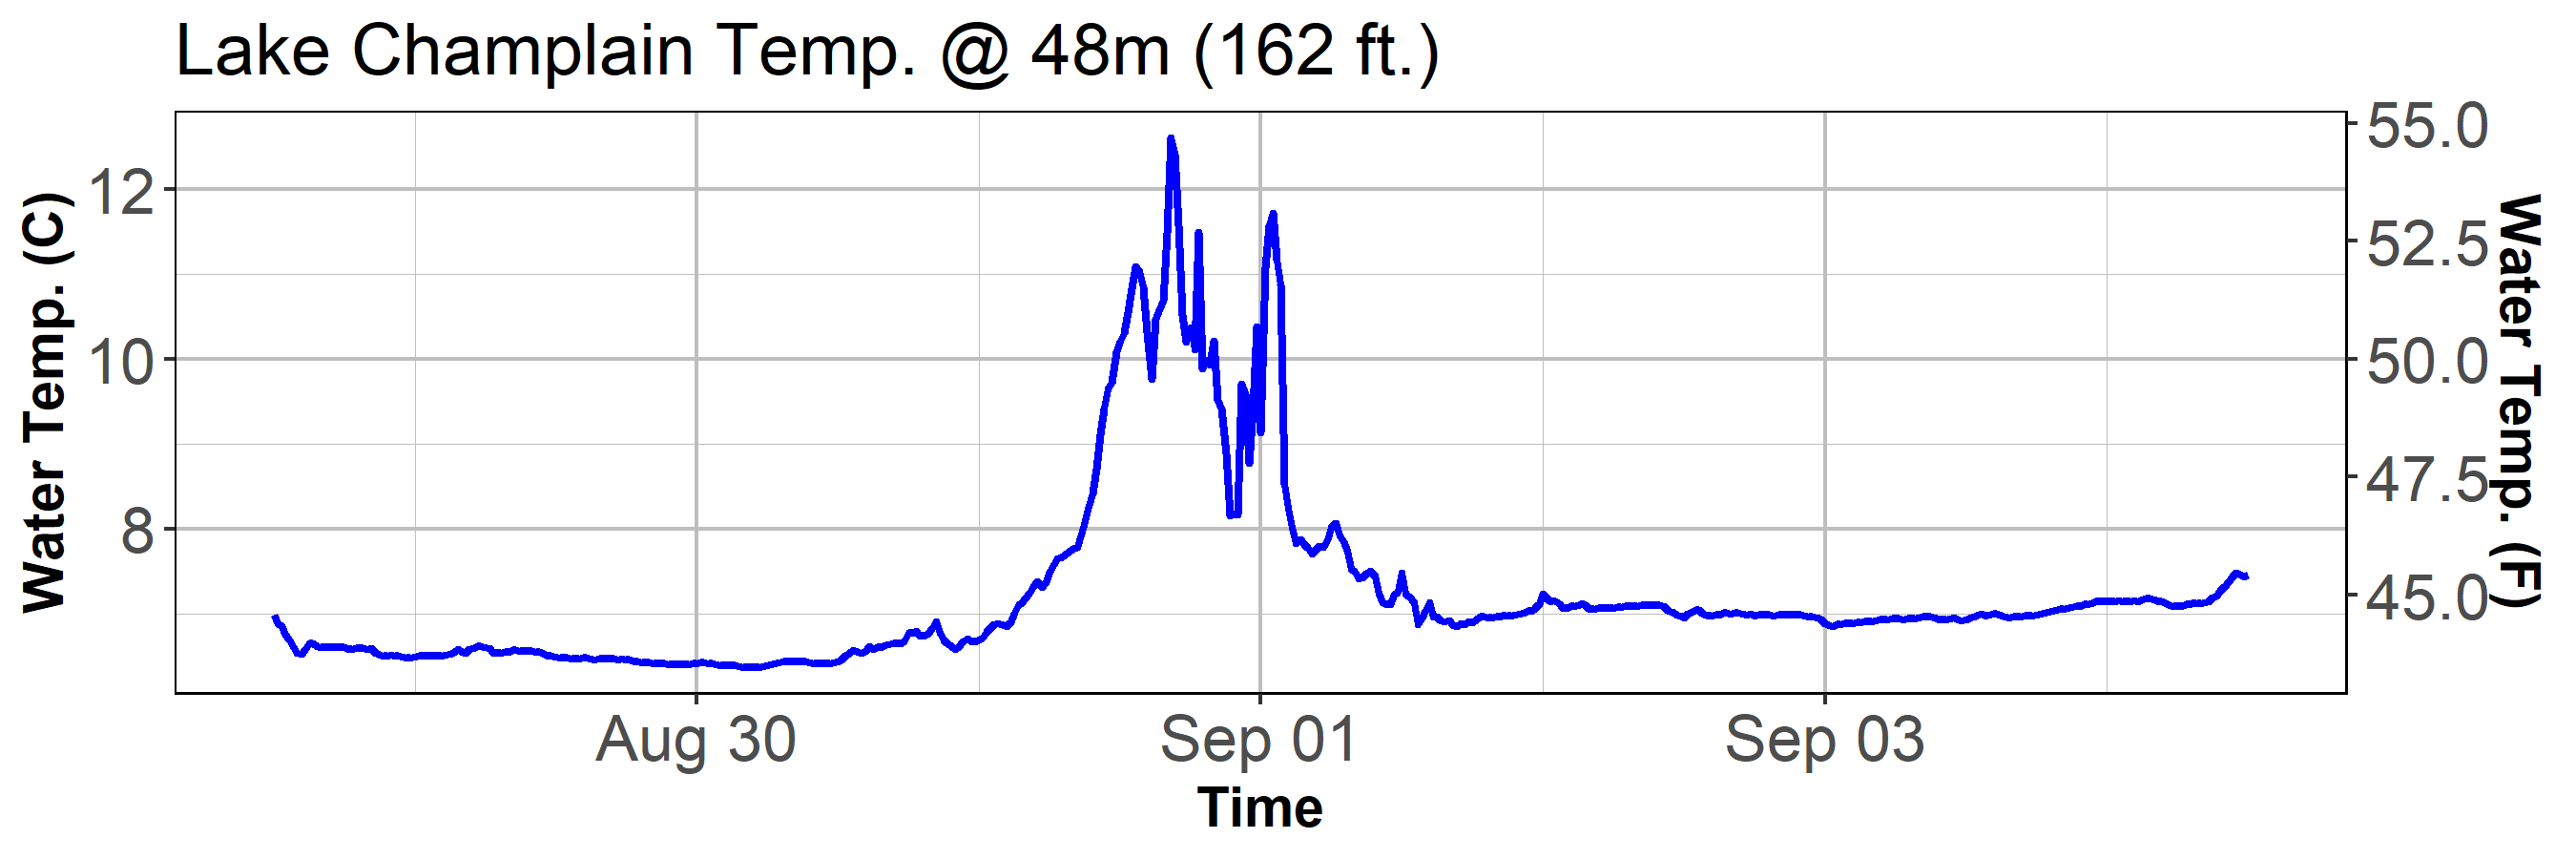 Lake Champlain Temp. @ 48m (162 ft.)
Water Temp. (C)
12
10
8
55.0
52.5
50.0
47.5
45.0
Water Temp. (F)
Aug 30
Sep 01
Sep 03
Time